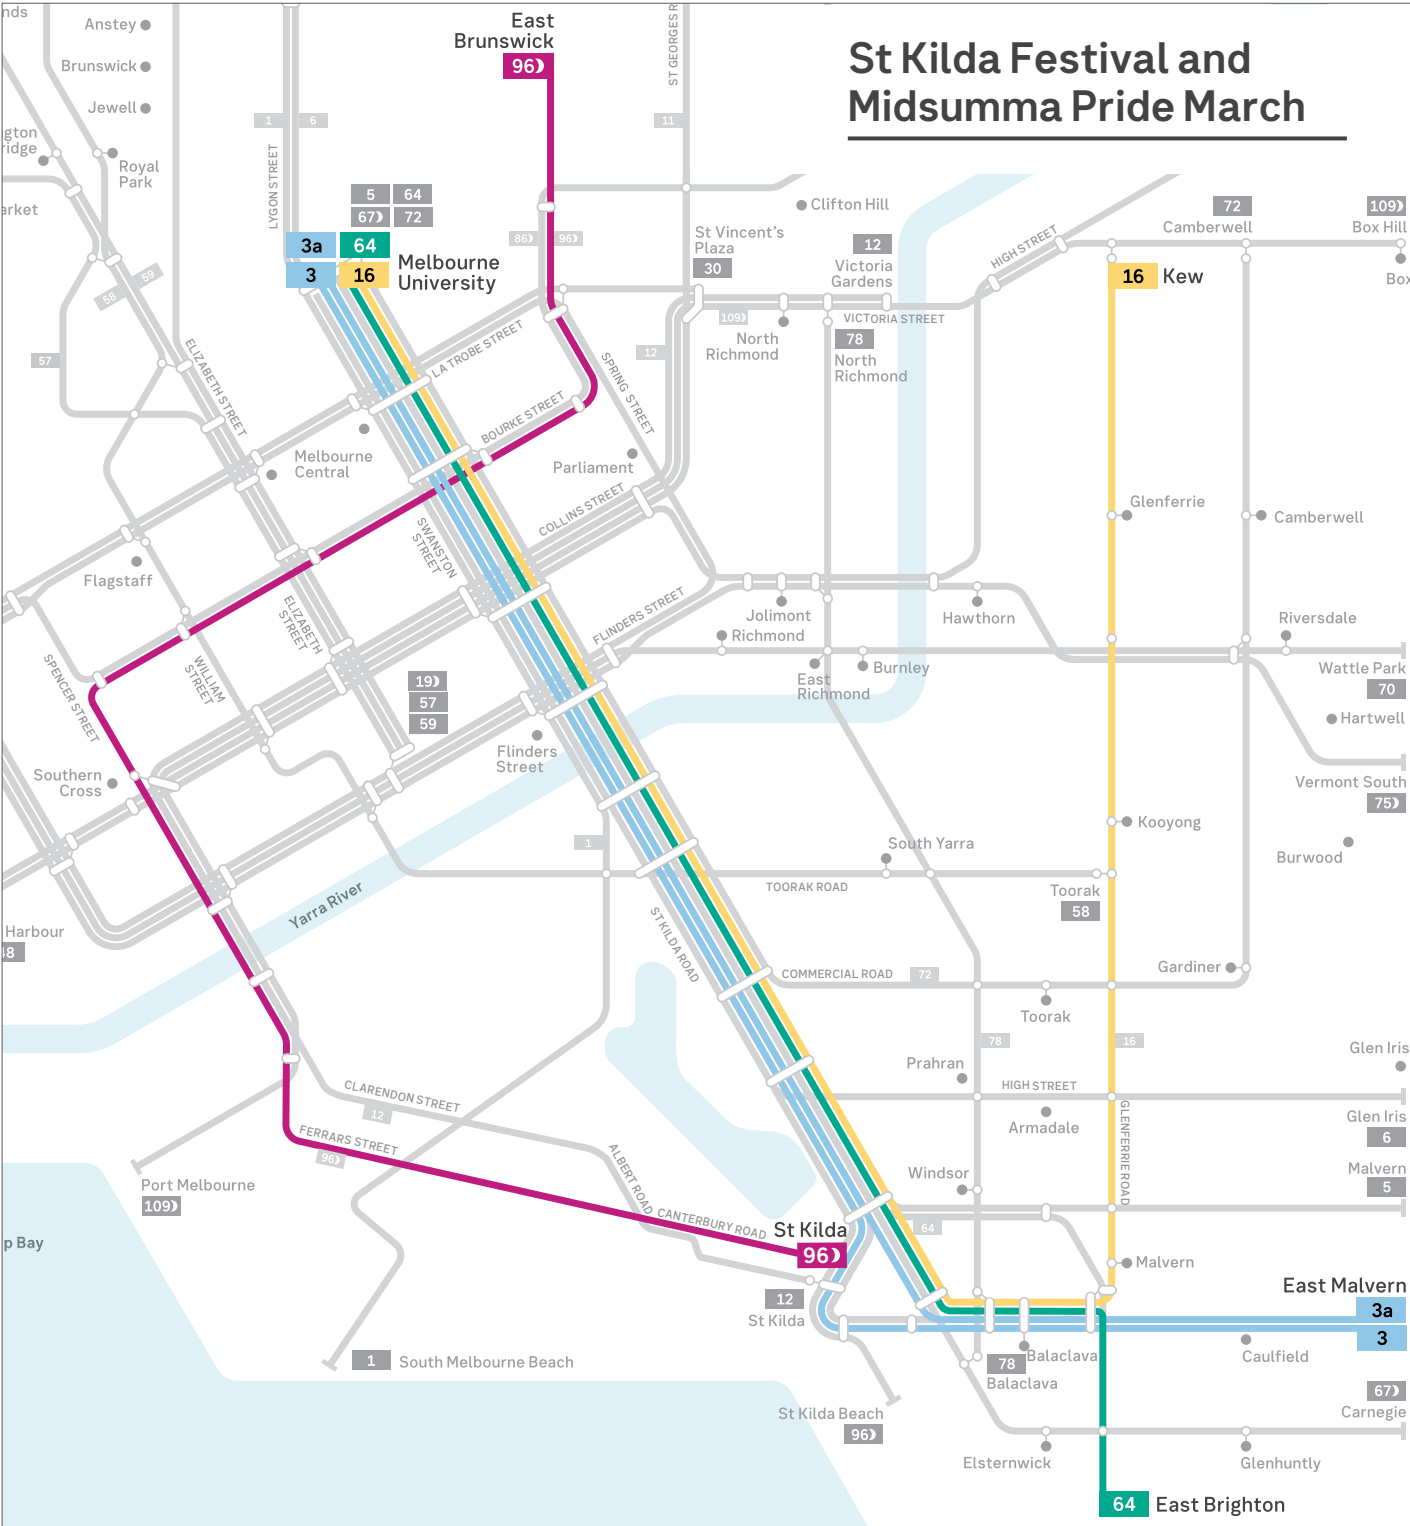 St Kilda Festival and
Midsumma Pride March
nds
Anstey
Brunswick
Jewell
Royal
Park
gton
ridge
arket
East
Brunswick
96
ST GEORGES R
11
1
6
LYGON STREET
5
64
67
72
3a
64
3
16
Melbourne
University
86
96
Clifton Hill
St Vincent's
Plaza
30
12
Victoria
Gardens
HIGH STREET
72
Camberwell
109
Box Hill
Box
16
Kew
58
59
57
ELIZABETH STREET
LA TROBE STREET
12
109
North
Richmond
VICTORIA STREET
78
North
Richmond
SPRING STREET
BOURKE STREET
Melbourne
Central
Parliament
COLLINS STREET
SWANSTON
STREET
Glenferrie
Camberwell
Flagstaff
ELIZABETH
STREET
FLINDERS STREET
Jolimont
Richmond
Hawthorn
Riversdale
East
Richmond
Burnley
Wattle Park
70
SPENCER STREET
WILLIAM
STREET
19
57
59
Hartwell
Flinders
Street
Southern
Cross
Vermont South
75
Kooyong
1
South Yarra
Burwood
TOORAK ROAD
Toorak
58
Yarra River
Harbour
48
ST KILDA ROAD
COMMERCIAL ROAD
72
Gardiner
Toorak
78
16
Glen Iris
Prahran
HIGH STREET
CLARENDON STREET
12
Armadale
GLENFERRIE ROAD
Glen Iris
6
FERRARS STREET
96
ALBERT ROAD
Windsor
Malvern
5
Port Melbourne
109
CANTERBURY ROAD
St Kilda
96
64
p Bay
Malvern
East Malvern
3a
3
12
St Kilda
1
South Melbourne Beach
78
Balaclava
Balaclava
Caulfield
67
Carnegie
St Kilda Beach
96
Elsternwick
Glenhuntly
64
East Brighton